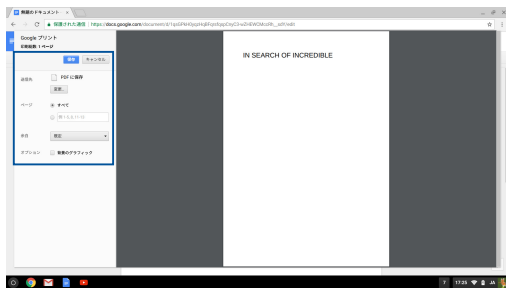 無題のドキュメント
保護された通信 | https://docs.google.com/document/d/
Google プリント
印刷総数: 1 ページ
保存 キャンセル
送信先 PDF に保存
変更...
ページ すべて
例: 1-5, 8, 11-13
余白 既定
オプション 背景のグラフィック
IN SEARCH OF INCREDIBLE
7 17:25 JA